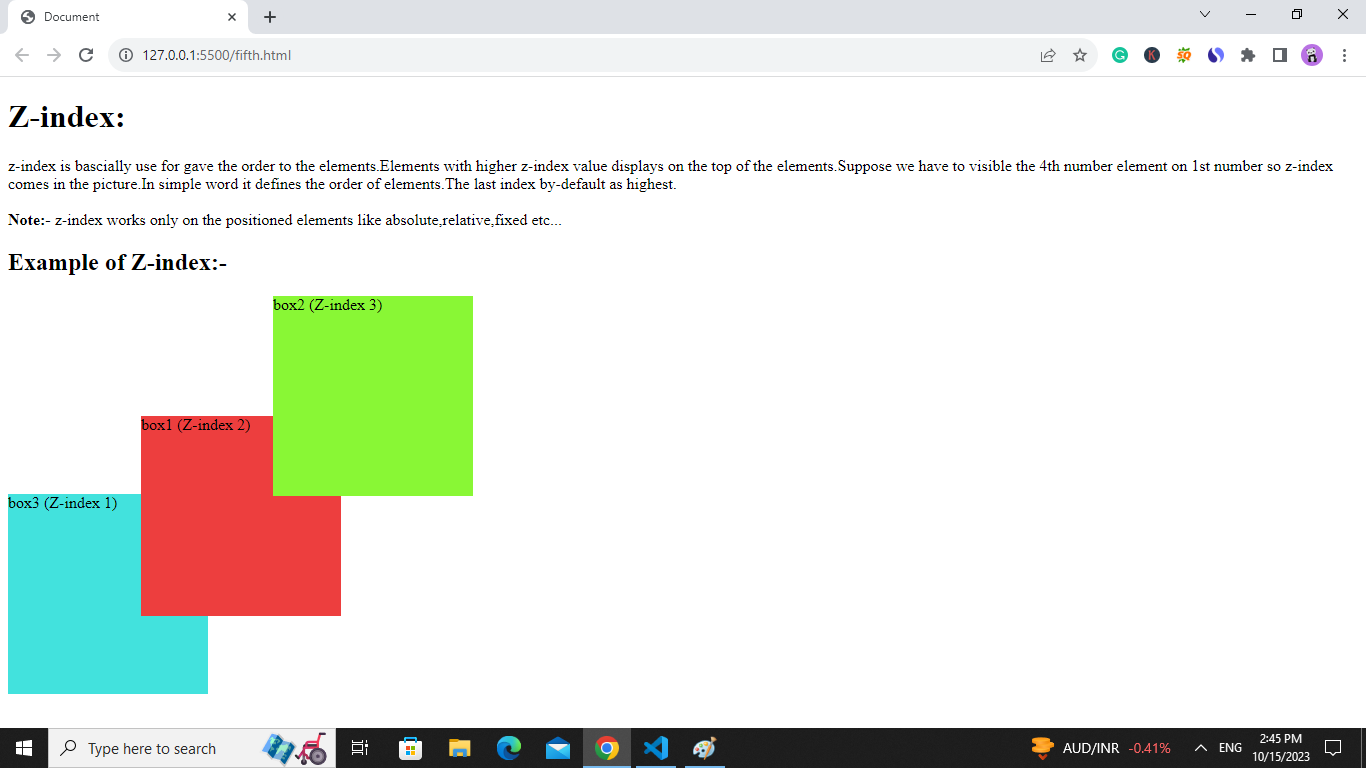 Document
127.0.0.1:5500/fifth.html
Z-index:
z-index is bascially use for gave the order to the elements.Elements with higher z-index value displays on the top of the elements.Suppose we have to visible the 4th number element on 1st number so z-index
comes in the picture.In simple word it defines the order of elements.The last index by-default as highest.
Note:- z-index works only on the positioned elements like absolute,relative,fixed etc...
Example of Z-index:-
box2 (Z-index 3)
box1 (Z-index 2)
box3 (Z-index 1)
Type here to search
AUD/INR -0.41%
ENG
2:45 PM
10/15/2023